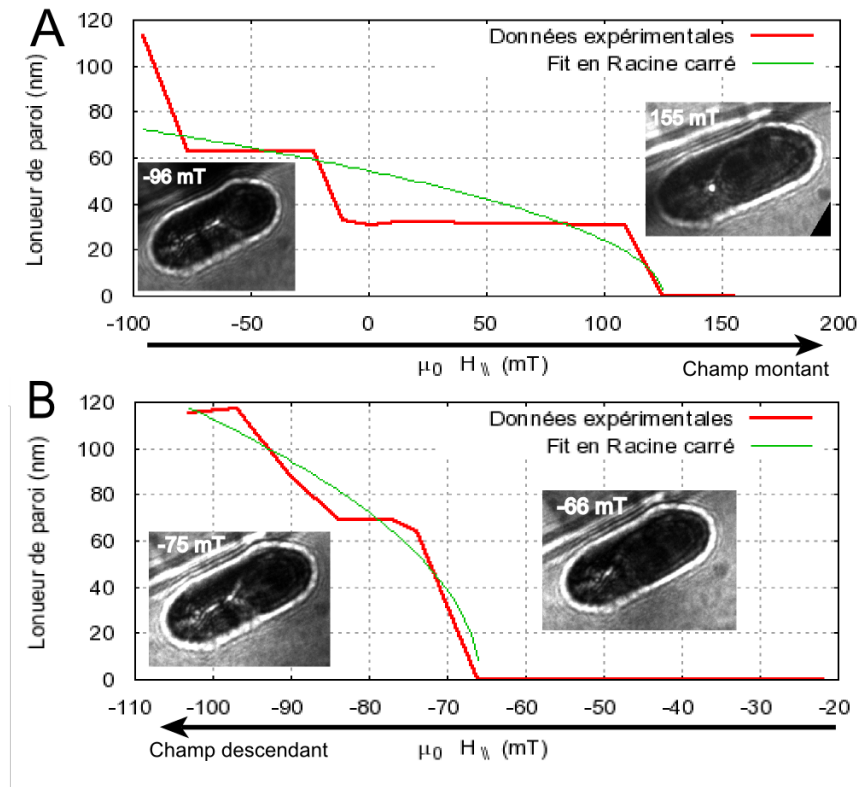 A
Données expérimentales
Fit en Racine carré
Lonueur de paroi (nm)
120
100
80
60
40
20
0
-96 mT
155 mT
-100 -50 0 50 100 150 200
μ₀ H_\\ (mT)
Champ montant
B
Données expérimentales
Fit en Racine carré
Lonueur de paroi (nm)
120
100
80
60
40
20
0
-75 mT
-66 mT
-110 -100 -90 -80 -70 -60 -50 -40 -30 -20
Champ descendant
μ₀ H_\\ (mT)